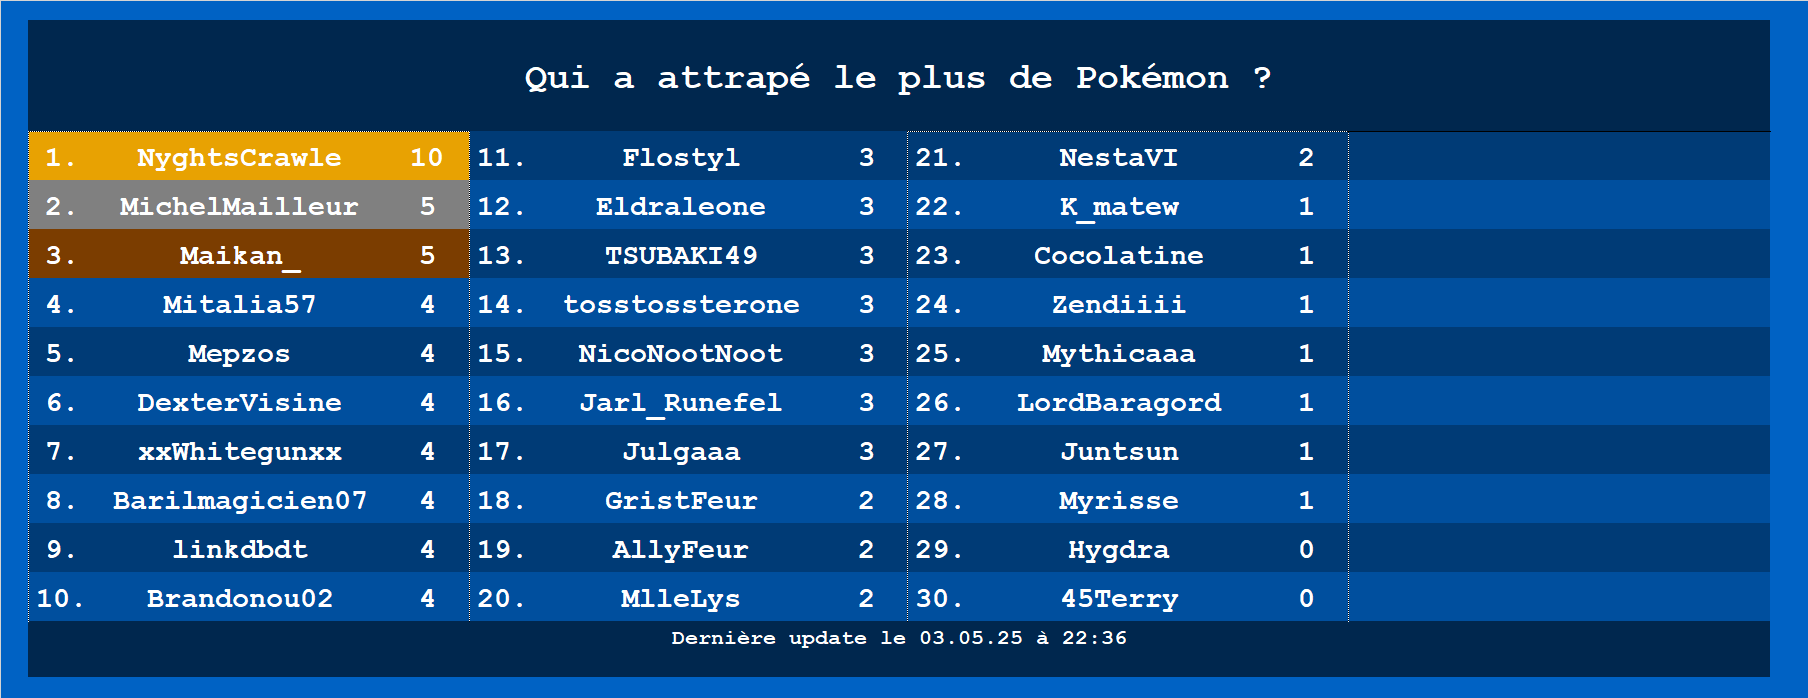 Qui a attrapé le plus de Pokémon ?
1. NyghtsCrawle 10
2. MichelMailleur 5
3. Maikan_ 5
4. Mitalia57 4
5. Mepzos 4
6. DexterVisine 4
7. xxWhitegunxx 4
8. Barilmagicien07 4
9. linkdbdt 4
10. Brandonou02 4
11. Flostyl 3
12. Eldraleone 3
13. TSUBAKI49 3
14. tosstossterone 3
15. NicoNootNoot 3
16. Jarl_Runefel 3
17. Julgaaa 3
18. GristFeur 2
19. AllyFeur 2
20. MlleLys 2
21. NestaVI 2
22. K_matew 1
23. Cocolatine 1
24. Zendiiii 1
25. Mythicaaa 1
26. LordBaragord 1
27. Juntsun 1
28. Myrisse 1
29. Hygdra 0
30. 45Terry 0
Dernière update le 03.05.25 à 22:36